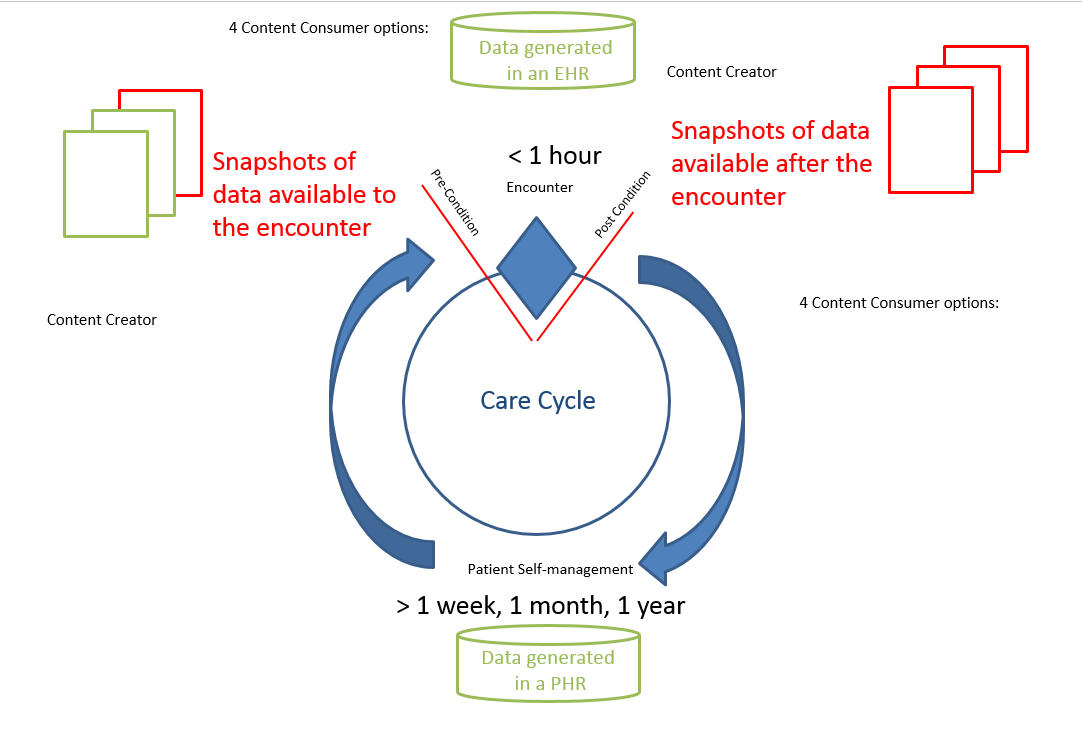 4 Content Consumer options:
Data generated
in an EHR
Content Creator
Snapshots of data
available after the
encounter
< 1 hour
Encounter
Snapshots of
data available to
the encounter
Pre-Condition
Post Condition
Content Creator
4 Content Consumer options:
Care Cycle
Patient Self-management
> 1 week, 1 month, 1 year
Data generated
in a PHR